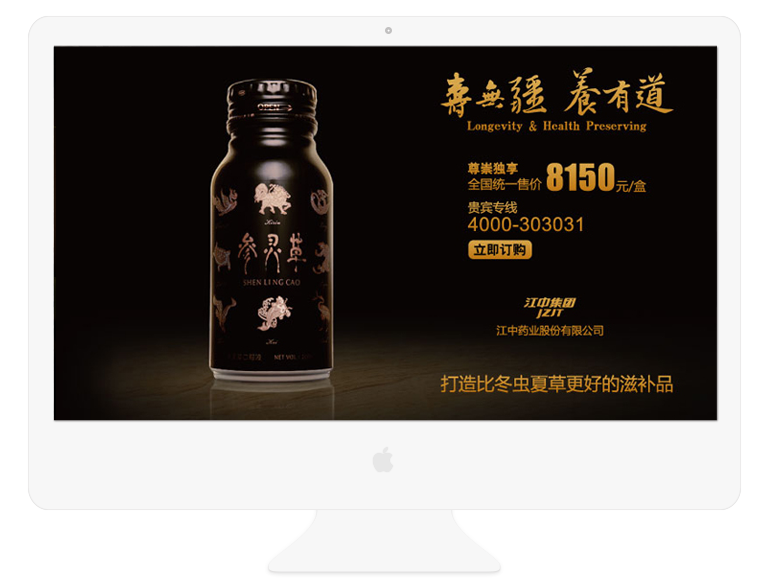 OPEN
参灵草
SHEN LING CAO
壽無疆 養有道
Longevity & Health Preserving
尊崇独享
全国统一售价 8150元/盒
贵宾专线
4000-303031
立即订购
江中集团
JZJT
江中药业股份有限公司
打造比冬虫夏草更好的滋补品